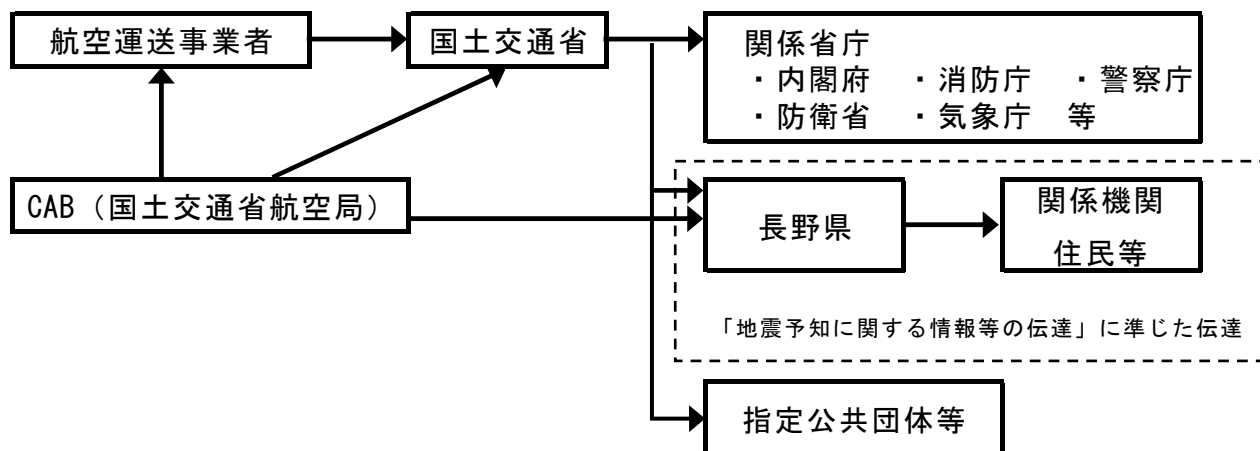 航空運送事業者
国土交通省
関係省庁
・内閣府 ・消防庁 ・警察庁
・防衛省 ・気象庁 等
CAB（国土交通省航空局）
長野県
関係機関
住民等
「地震予知に関する情報等の伝達」に準じた伝達
指定公共団体等